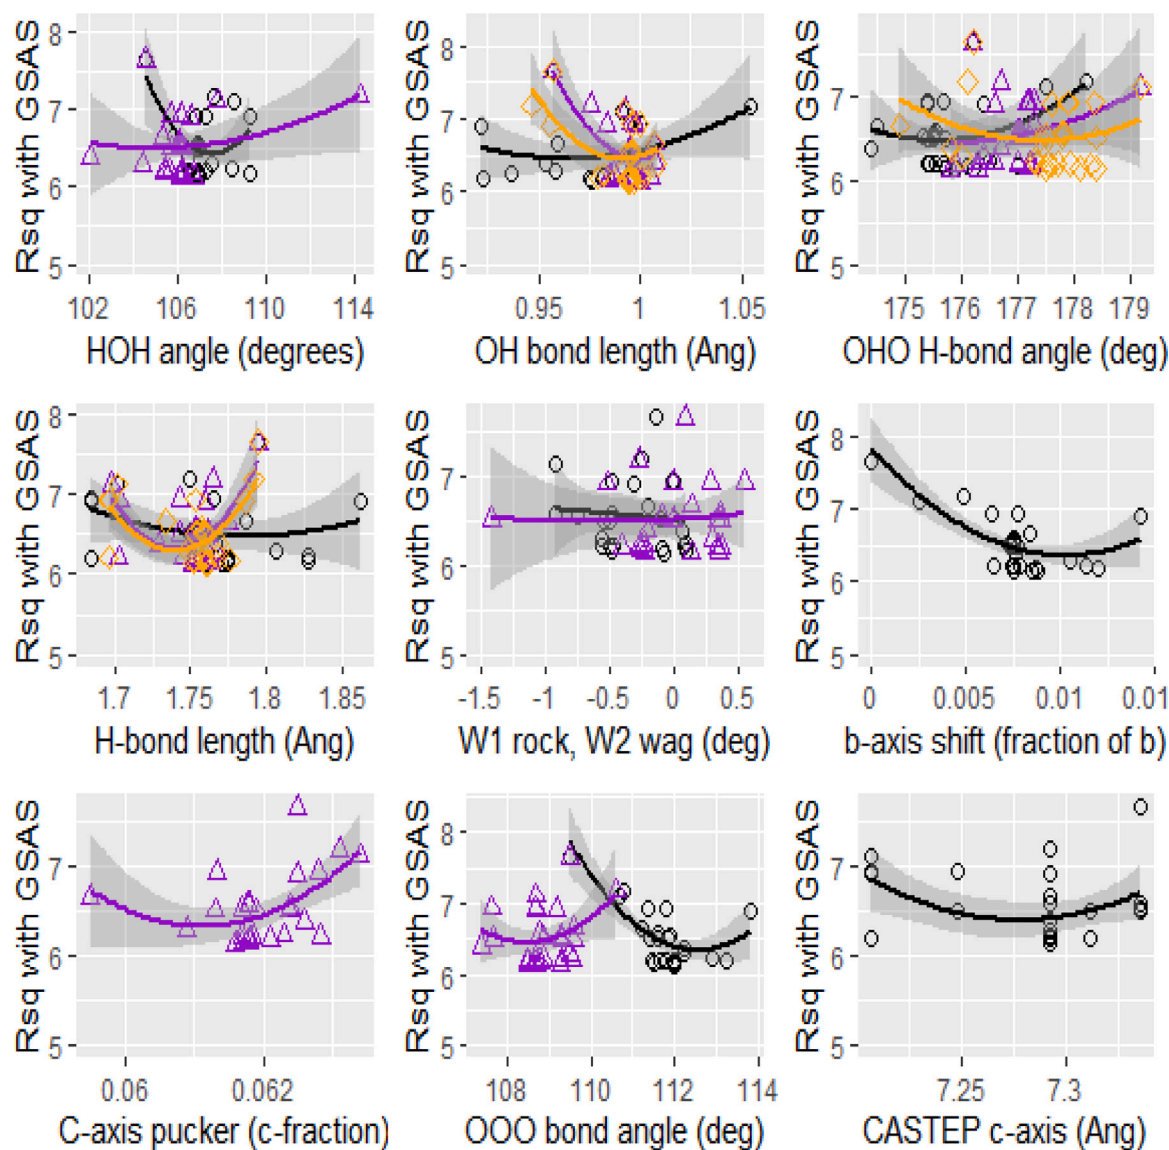 Rsq with GSAS
8
7
6
5
102 106 110 114
HOH angle (degrees)
Rsq with GSAS
8
7
6
5
0.95 1 1.05
OH bond length (Ang)
Rsq with GSAS
7
6
5
175 176 177 178 179
OHO H-bond angle (deg)
Rsq with GSAS
8
7
6
5
1.7 1.75 1.8 1.85
H-bond length (Ang)
Rsq with GSAS
7
6
5
-1.5 -1 -0.5 0 0.5
W1 rock, W2 wag (deg)
Rsq with GSAS
8
7
6
5
0 0.005 0.01 0.01
b-axis shift (fraction of b)
Rsq with GSAS
7
6
5
0.06 0.062
C-axis pucker (c-fraction)
Rsq with GSAS
8
7
6
5
108 110 112 114
OOO bond angle (deg)
Rsq with GSAS
7
6
5
7.25 7.3
CASTEP c-axis (Ang)